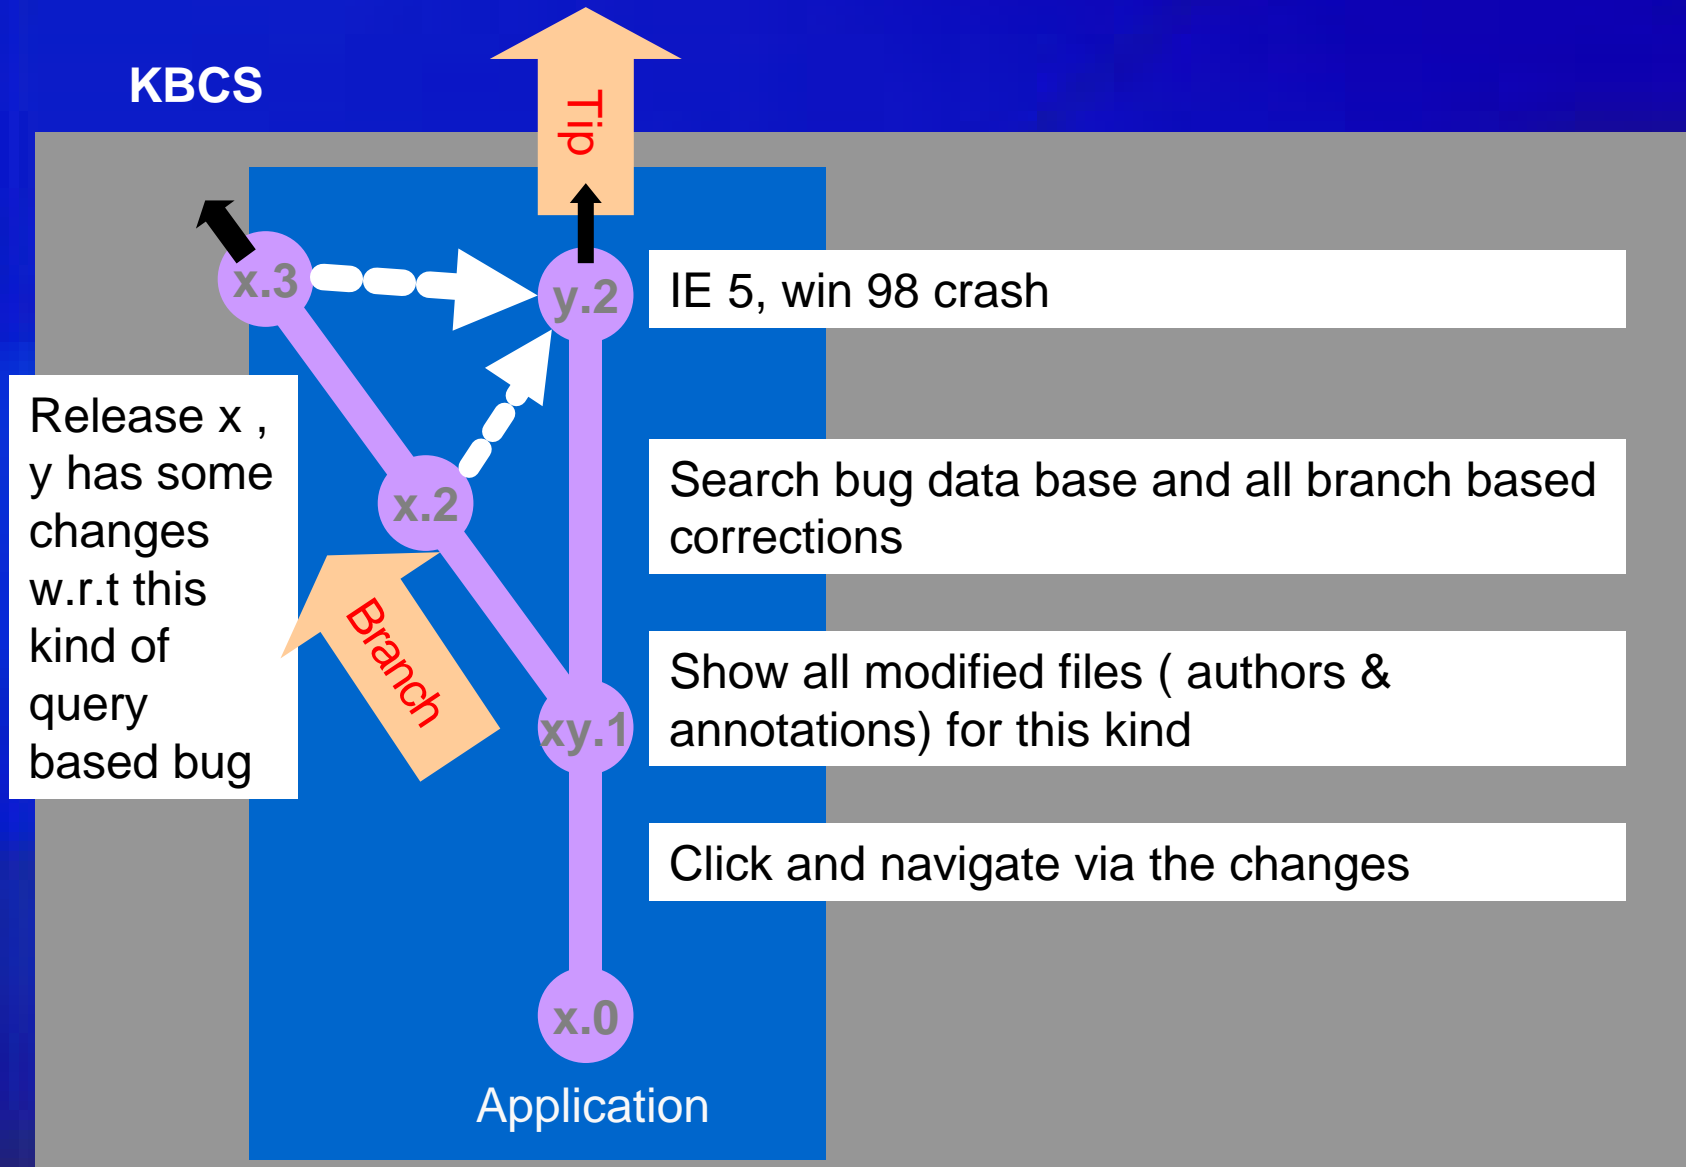 KBCS
Tip
x.3
y.2
IE 5, win 98 crash
Release x ,
y has some
changes
w.r.t this
kind of
query
based bug
x.2
Search bug data base and all branch based
corrections
Branch
xy.1
Show all modified files ( authors &
annotations) for this kind
Click and navigate via the changes
x.0
Application